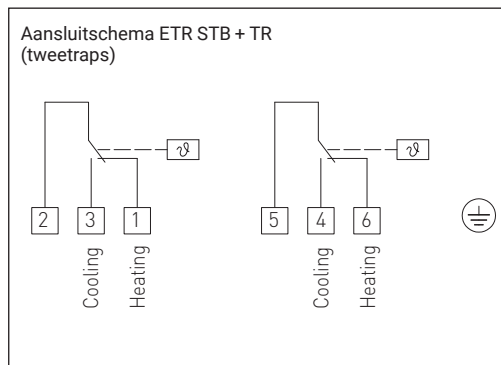 Aansluitschema ETR STB + TR
(tweetraps)
ϑ ϑ
2 3 1 5 4 6
Cooling Heating Cooling Heating